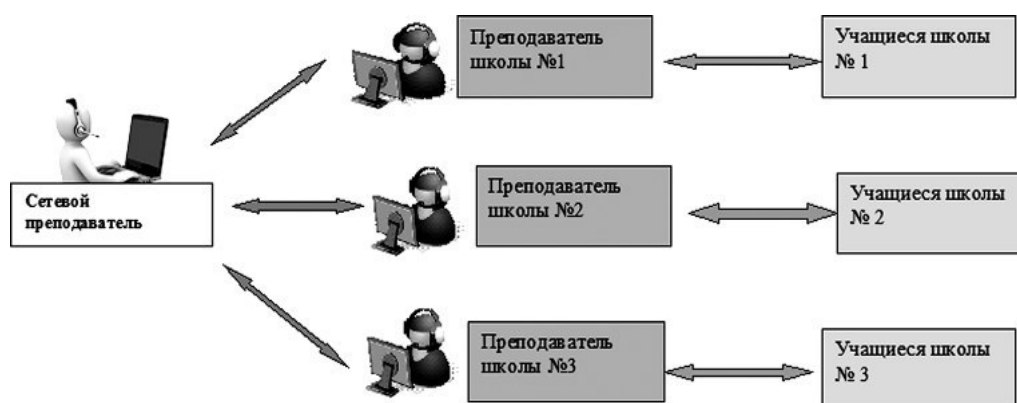 Преподаватель
школы №1
Учащиеся школы
№ 1
Сетевой
преподаватель
Преподаватель
школы №2
Учащиеся школы
№ 2
Преподаватель
школы №3
Учащиеся школы
№ 3